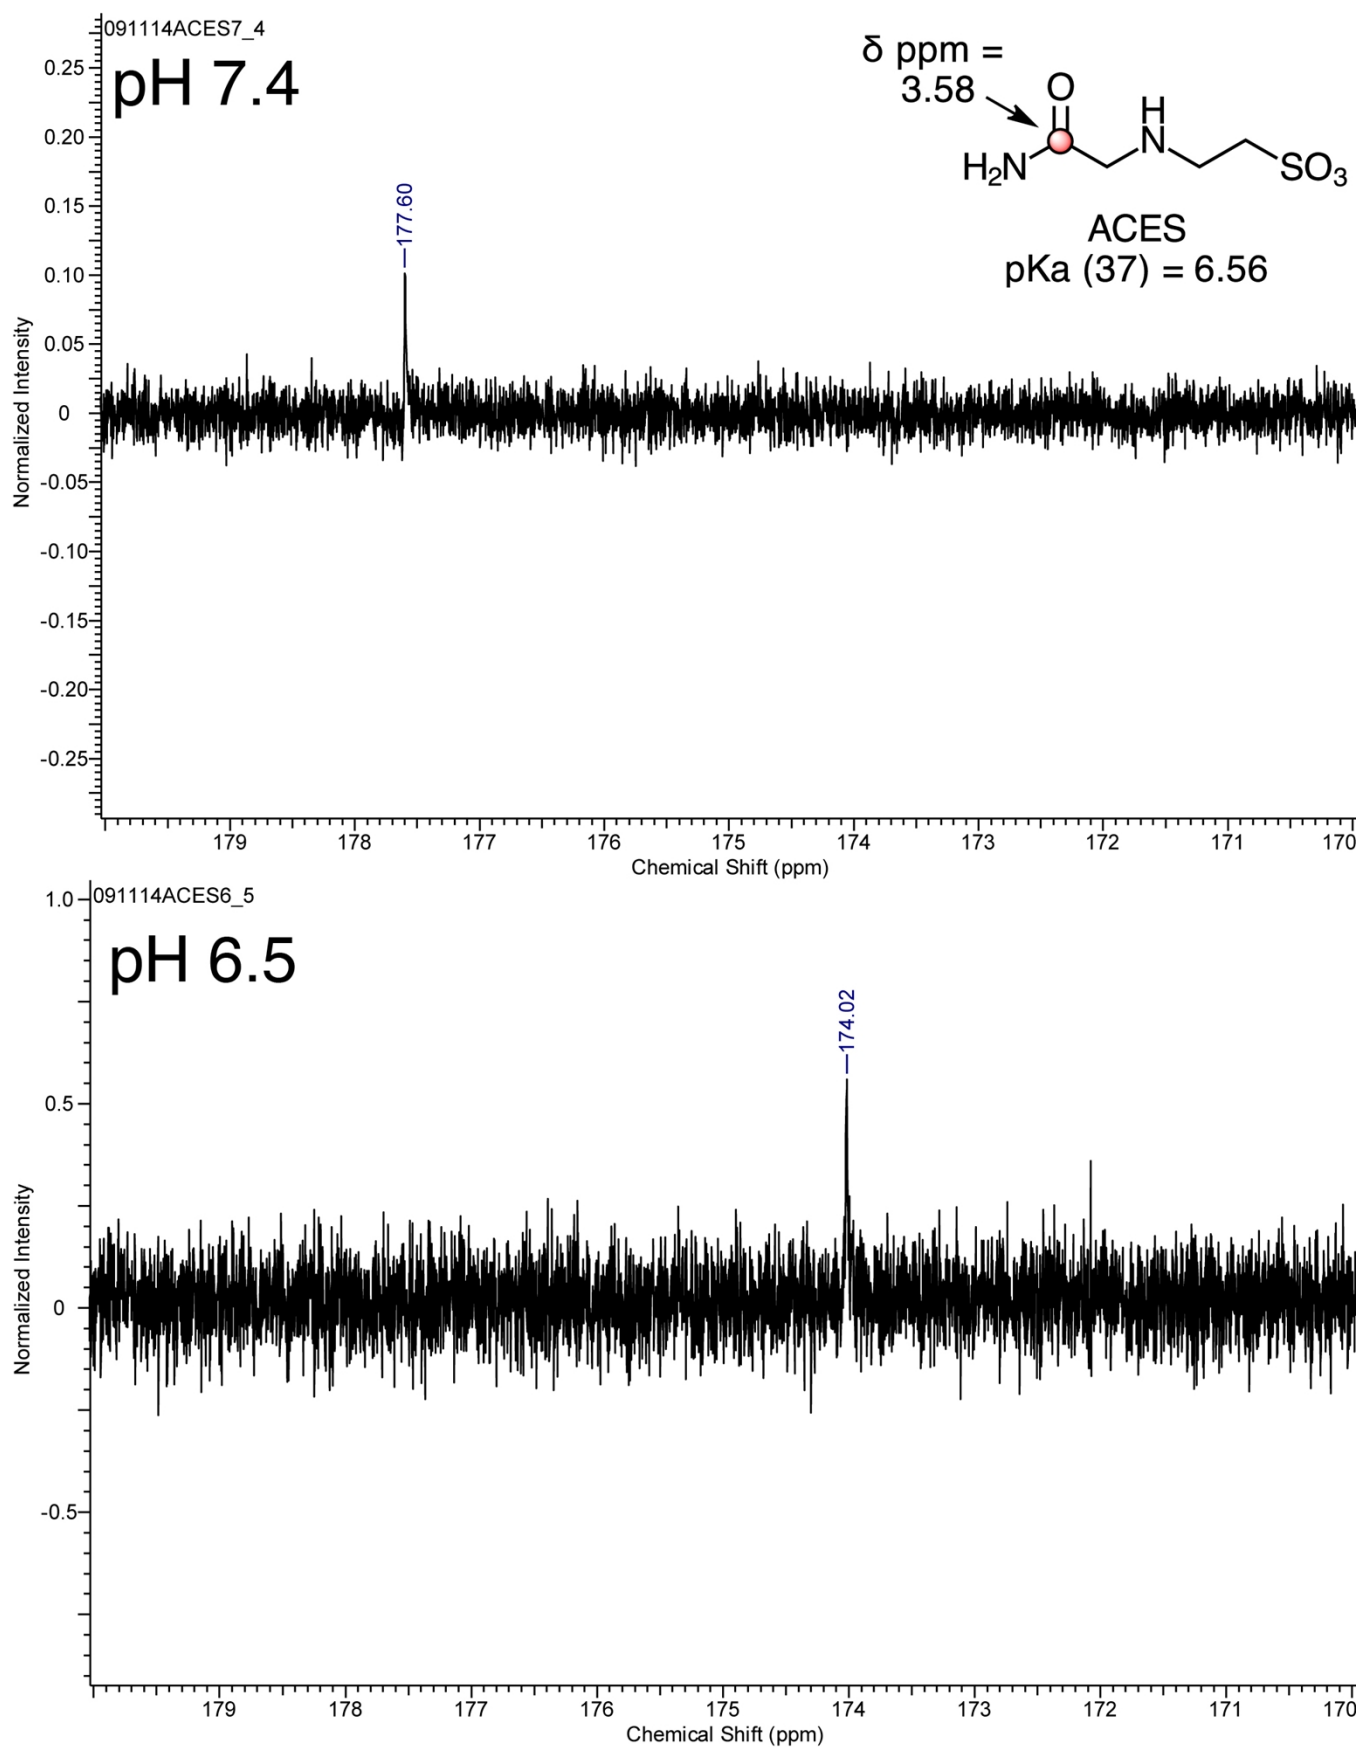 091114ACES7_4
pH 7.4
δ ppm =
3.58
O
H
N
H₂N
SO₃
ACES
pKa (37) = 6.56
177.60
0.25
0.20
0.15
0.10
0.05
0
-0.05
-0.10
-0.15
-0.20
-0.25
Normalized Intensity
179 178 177 176 175 174 173 172 171 170
Chemical Shift (ppm)
091114ACES6_5
pH 6.5
174.02
1.0
0.5
0
-0.5
Normalized Intensity
179 178 177 176 175 174 173 172 171 170
Chemical Shift (ppm)